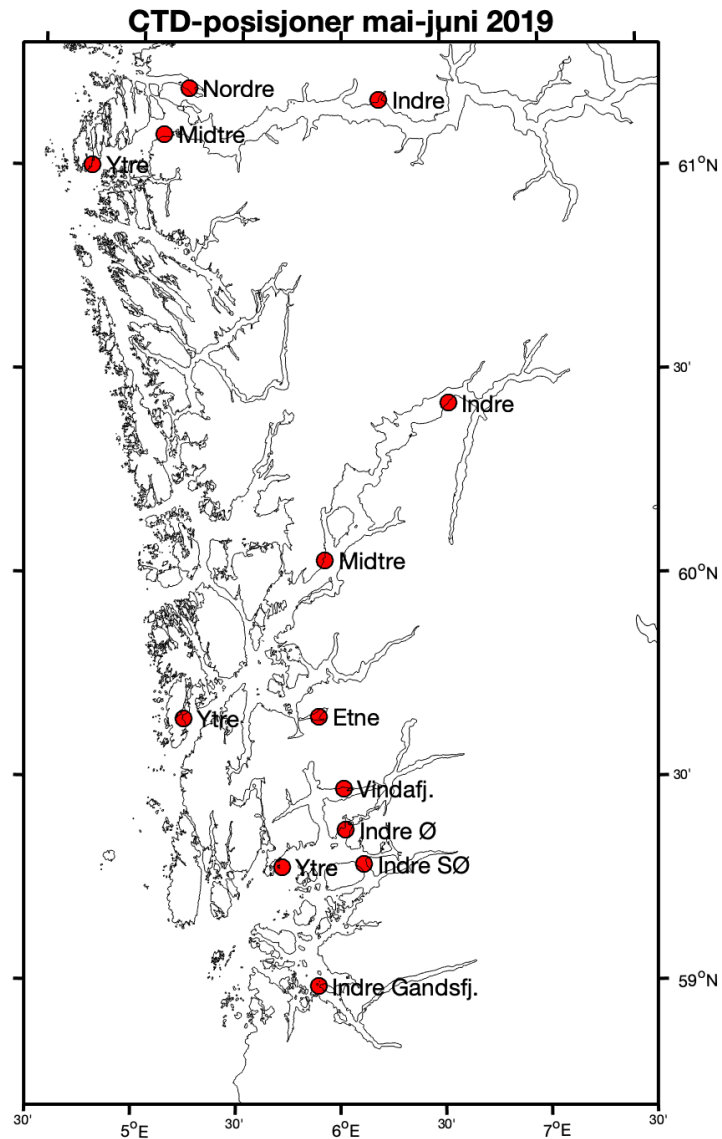 CTD-posisjoner mai-juni 2019
Nordre
Indre
Midtre
Ytre
61°N
30'
Indre
Midtre
60°N
Ytre
Etne
30'
Vindafj.
Indre Ø
Ytre
Indre SØ
59°N
Indre Gandsfj.
30'
5°E
30'
6°E
30'
7°E
30'